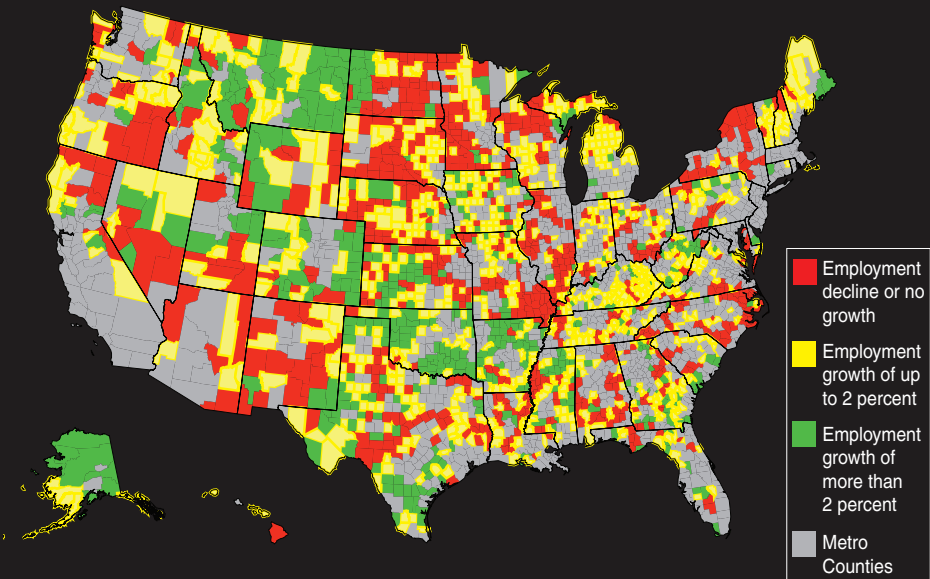 Employment
decline or no
growth
Employment
growth of up
to 2 percent
Employment
growth of
more than
2 percent
Metro
Counties